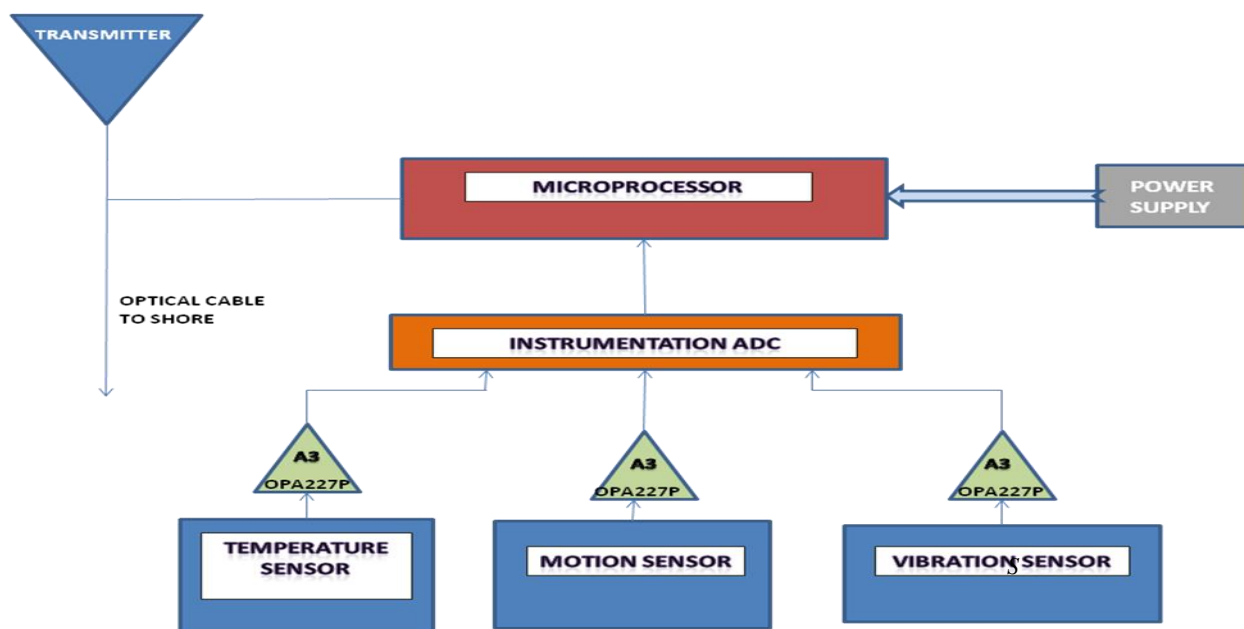 TRANSMITTER
MICROPROCESSOR
POWER
SUPPLY
OPTICAL CABLE
TO SHORE
INSTRUMENTATION ADC
A3
OPA227P
A3
OPA227P
A3
OPA227P
TEMPERATURE
SENSOR
MOTION SENSOR
VIBRATION SENSOR
S